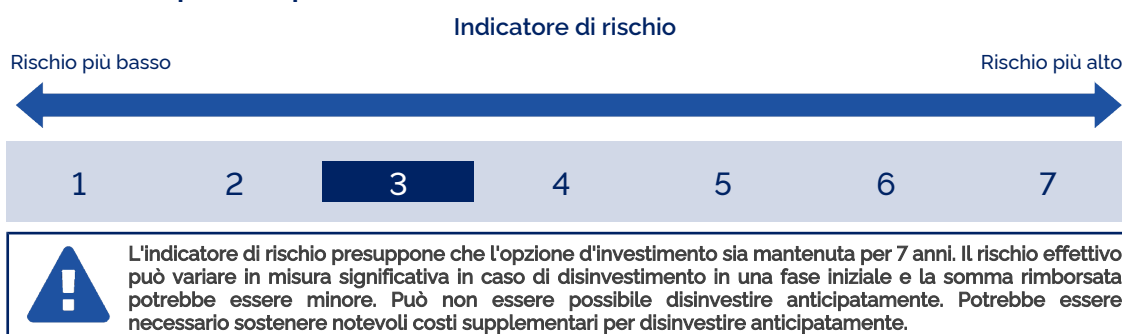 Indicatore di rischio
Rischio più basso
Rischio più alto
1 2 3 4 5 6 7
L'indicatore di rischio presuppone che l'opzione d'investimento sia mantenuta per 7 anni. Il rischio effettivo
può variare in misura significativa in caso di disinvestimento in una fase iniziale e la somma rimborsata
potrebbe essere minore. Può non essere possibile disinvestire anticipatamente. Potrebbe essere
necessario sostenere notevoli costi supplementari per disinvestire anticipatamente.